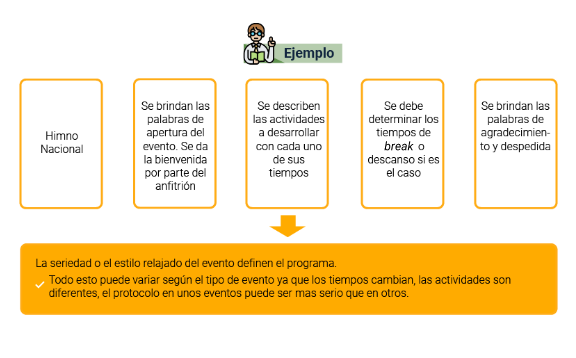 Ejemplo
Himno
Nacional
Se brindan las
palabras de
apertura del
evento. Se da
la bienvenida
por parte del
anfitrión
Se describen
las actividades
a desarrollar
con cada uno
de sus
tiempos
Se debe
determinar los
tiempos de
break o
descanso si es
el caso
Se brindan las
palabras de
agradecimien-
to y despedida
La seriedad o el estilo relajado del evento definen el programa.
Todo esto puede variar según el tipo de evento ya que los tiempos cambian, las actividades son
diferentes, el protocolo en unos eventos puede ser mas serio que en otros.